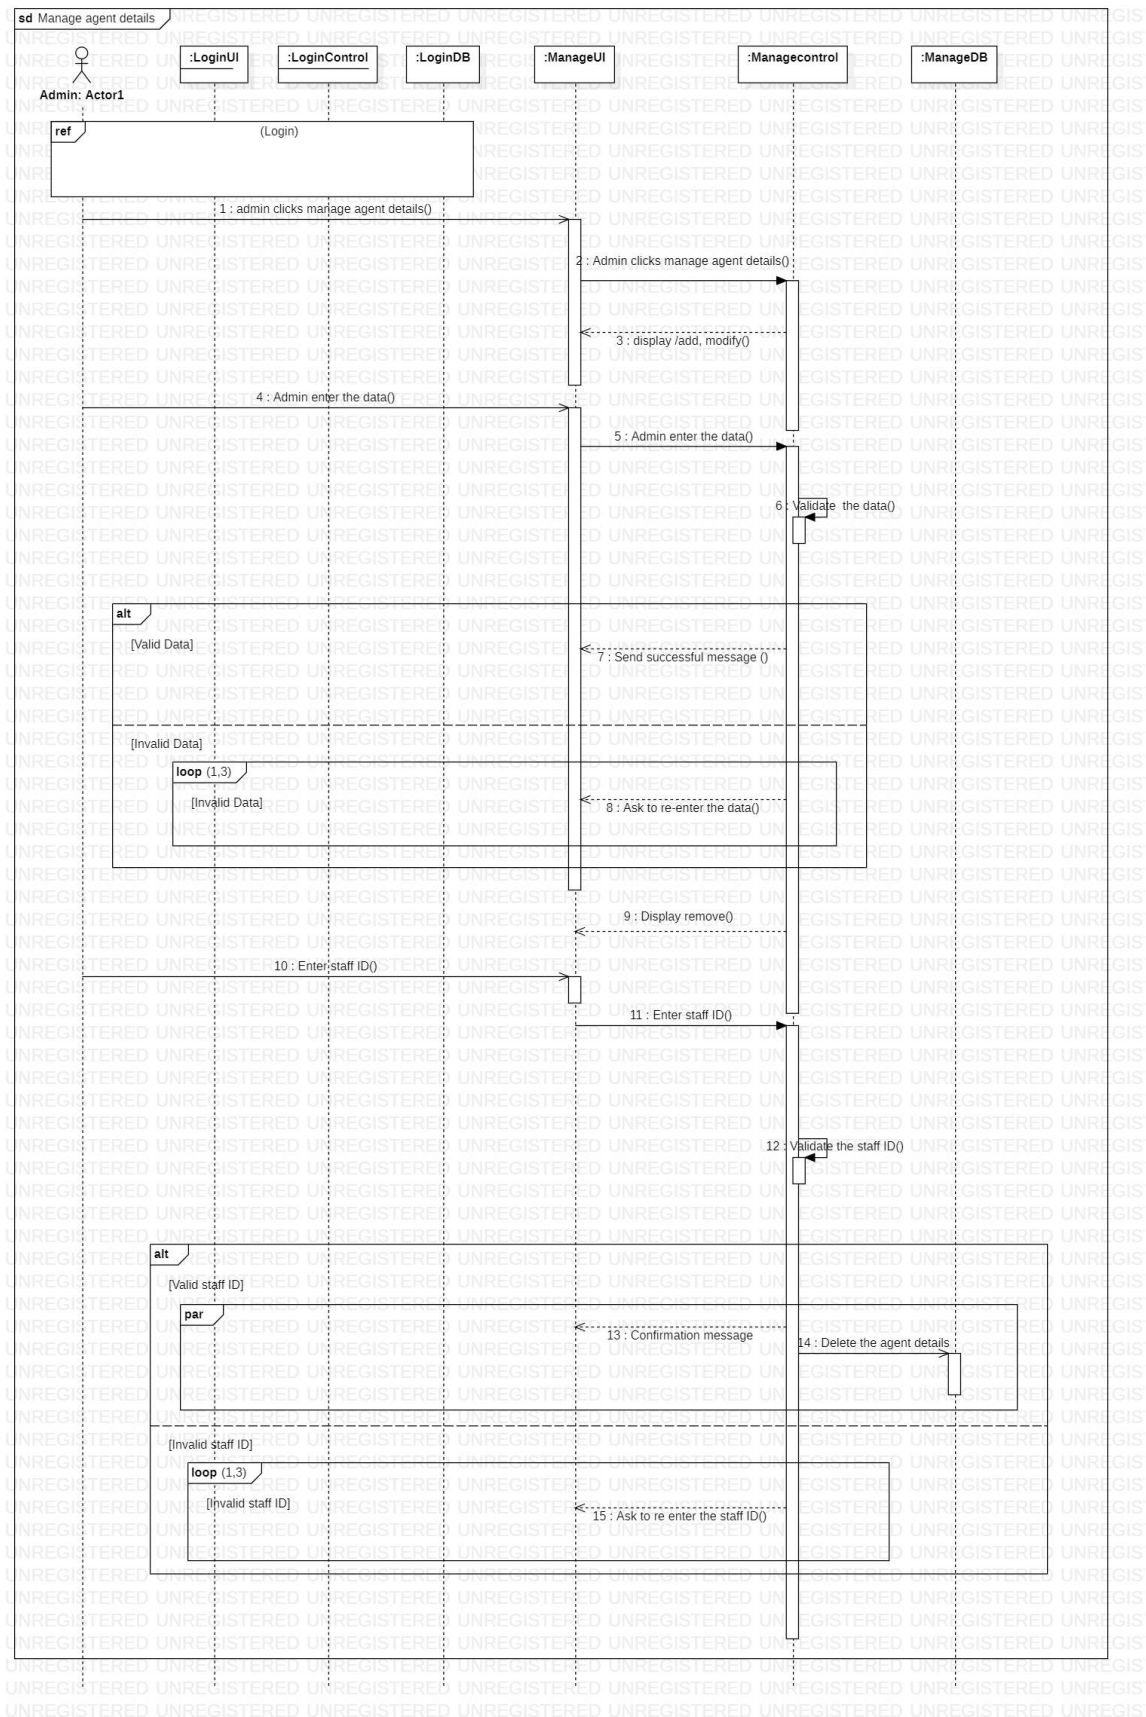 sd Manage agent details
:LoginUI
:LoginControl
:LoginDB
:ManageUI
:Managecontrol
:ManageDB
Admin: Actor1
ref
(Login)
1 : admin clicks manage agent details()
2 : Admin clicks manage agent details()
3 : display /add, modify()
4 : Admin enter the data()
5 : Admin enter the data()
6 : Validate  the data()
alt
[Valid Data]
7 : Send successful message ()
[Invalid Data]
loop (1,3)
[Invalid Data]
8 : Ask to re-enter the data()
9 : Display remove()
10 : Enter staff ID()
11 : Enter staff ID()
12 : Validate the staff ID()
alt
[Valid staff ID]
par
13 : Confirmation message
14 : Delete the agent details
[Invalid staff ID]
loop (1,3)
[Invalid staff ID]
15 : Ask to re enter the staff ID()
UNREGISTERED